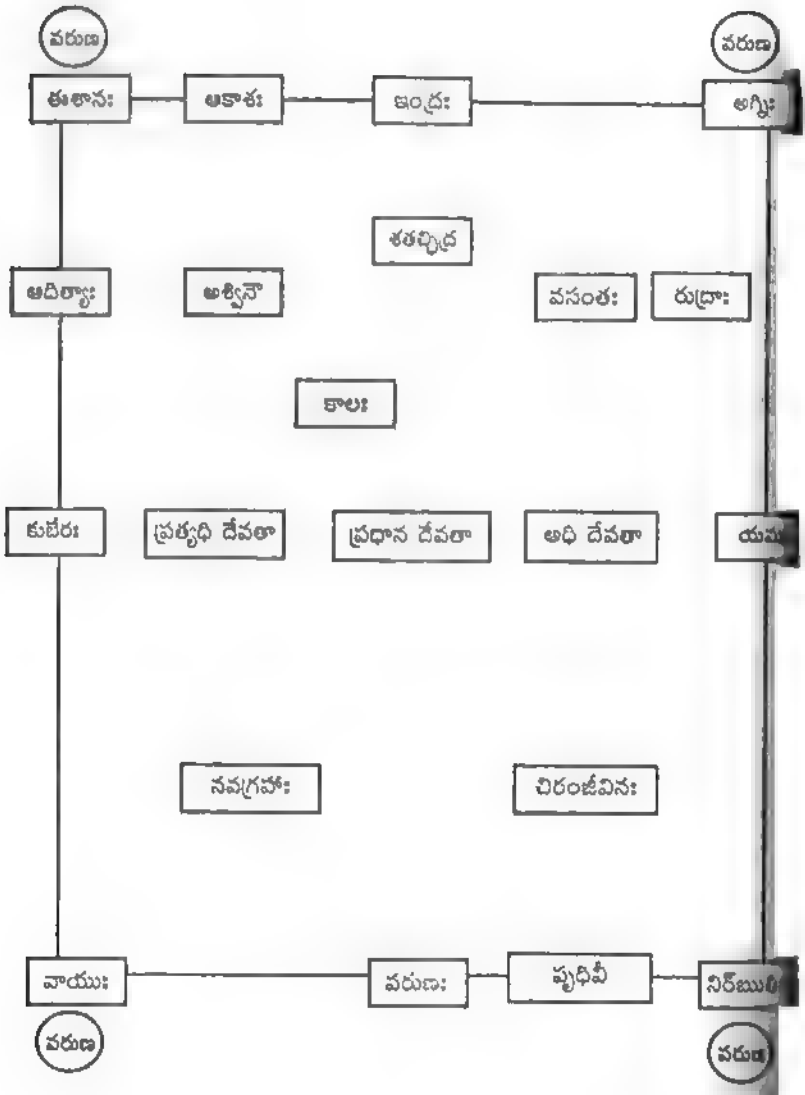 వరుణ వరుణ
ఈశానః ఆకాశః ఇంద్రః అగ్నిః
శతచ్ఛిద్ర
ఆదిత్యాః అశ్వినౌ వసంతః రుద్రాః
కాలః
కుబేరః ప్రత్యధి దేవతా ప్రధాన దేవతా అధి దేవతా యమ
నవగ్రహాః చిరంజీవినః
వాయుః వరుణః పృథివీ
వరుణ వరుణ